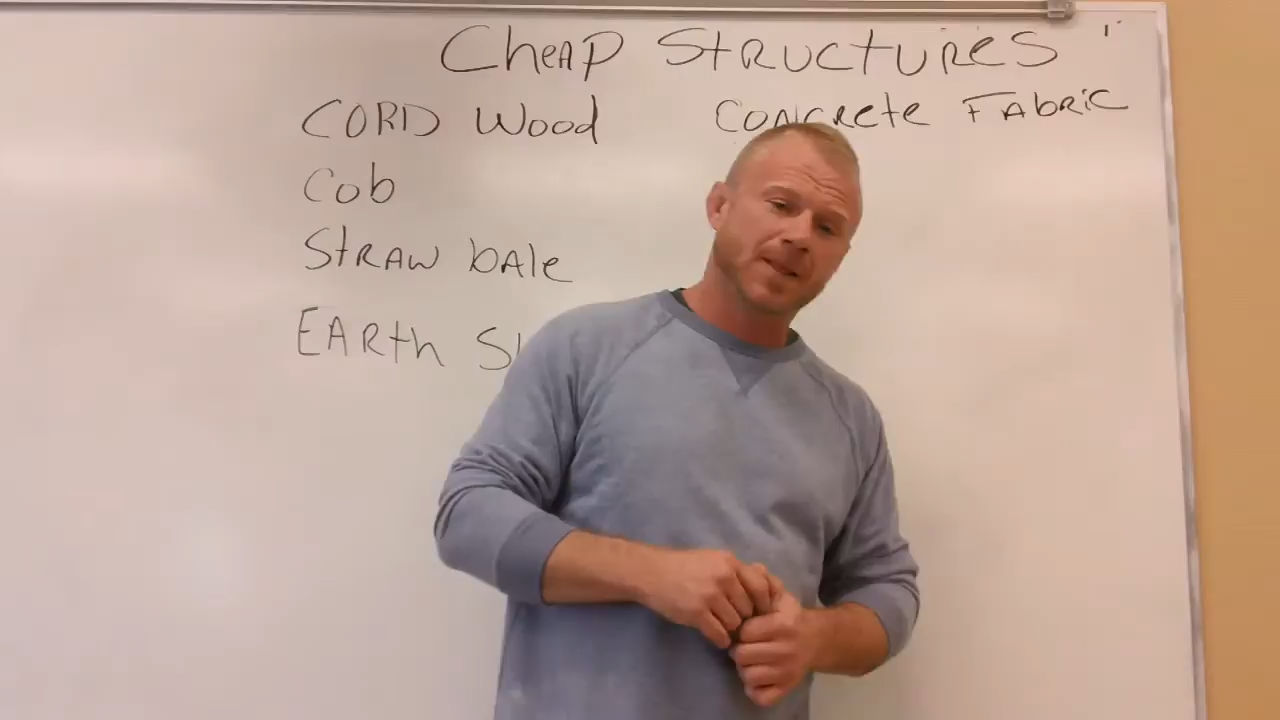 CheAp StRUCtUReS "
CORD Wood
CONCRete FAbRiC
Cob
StRAW bAle
EARth